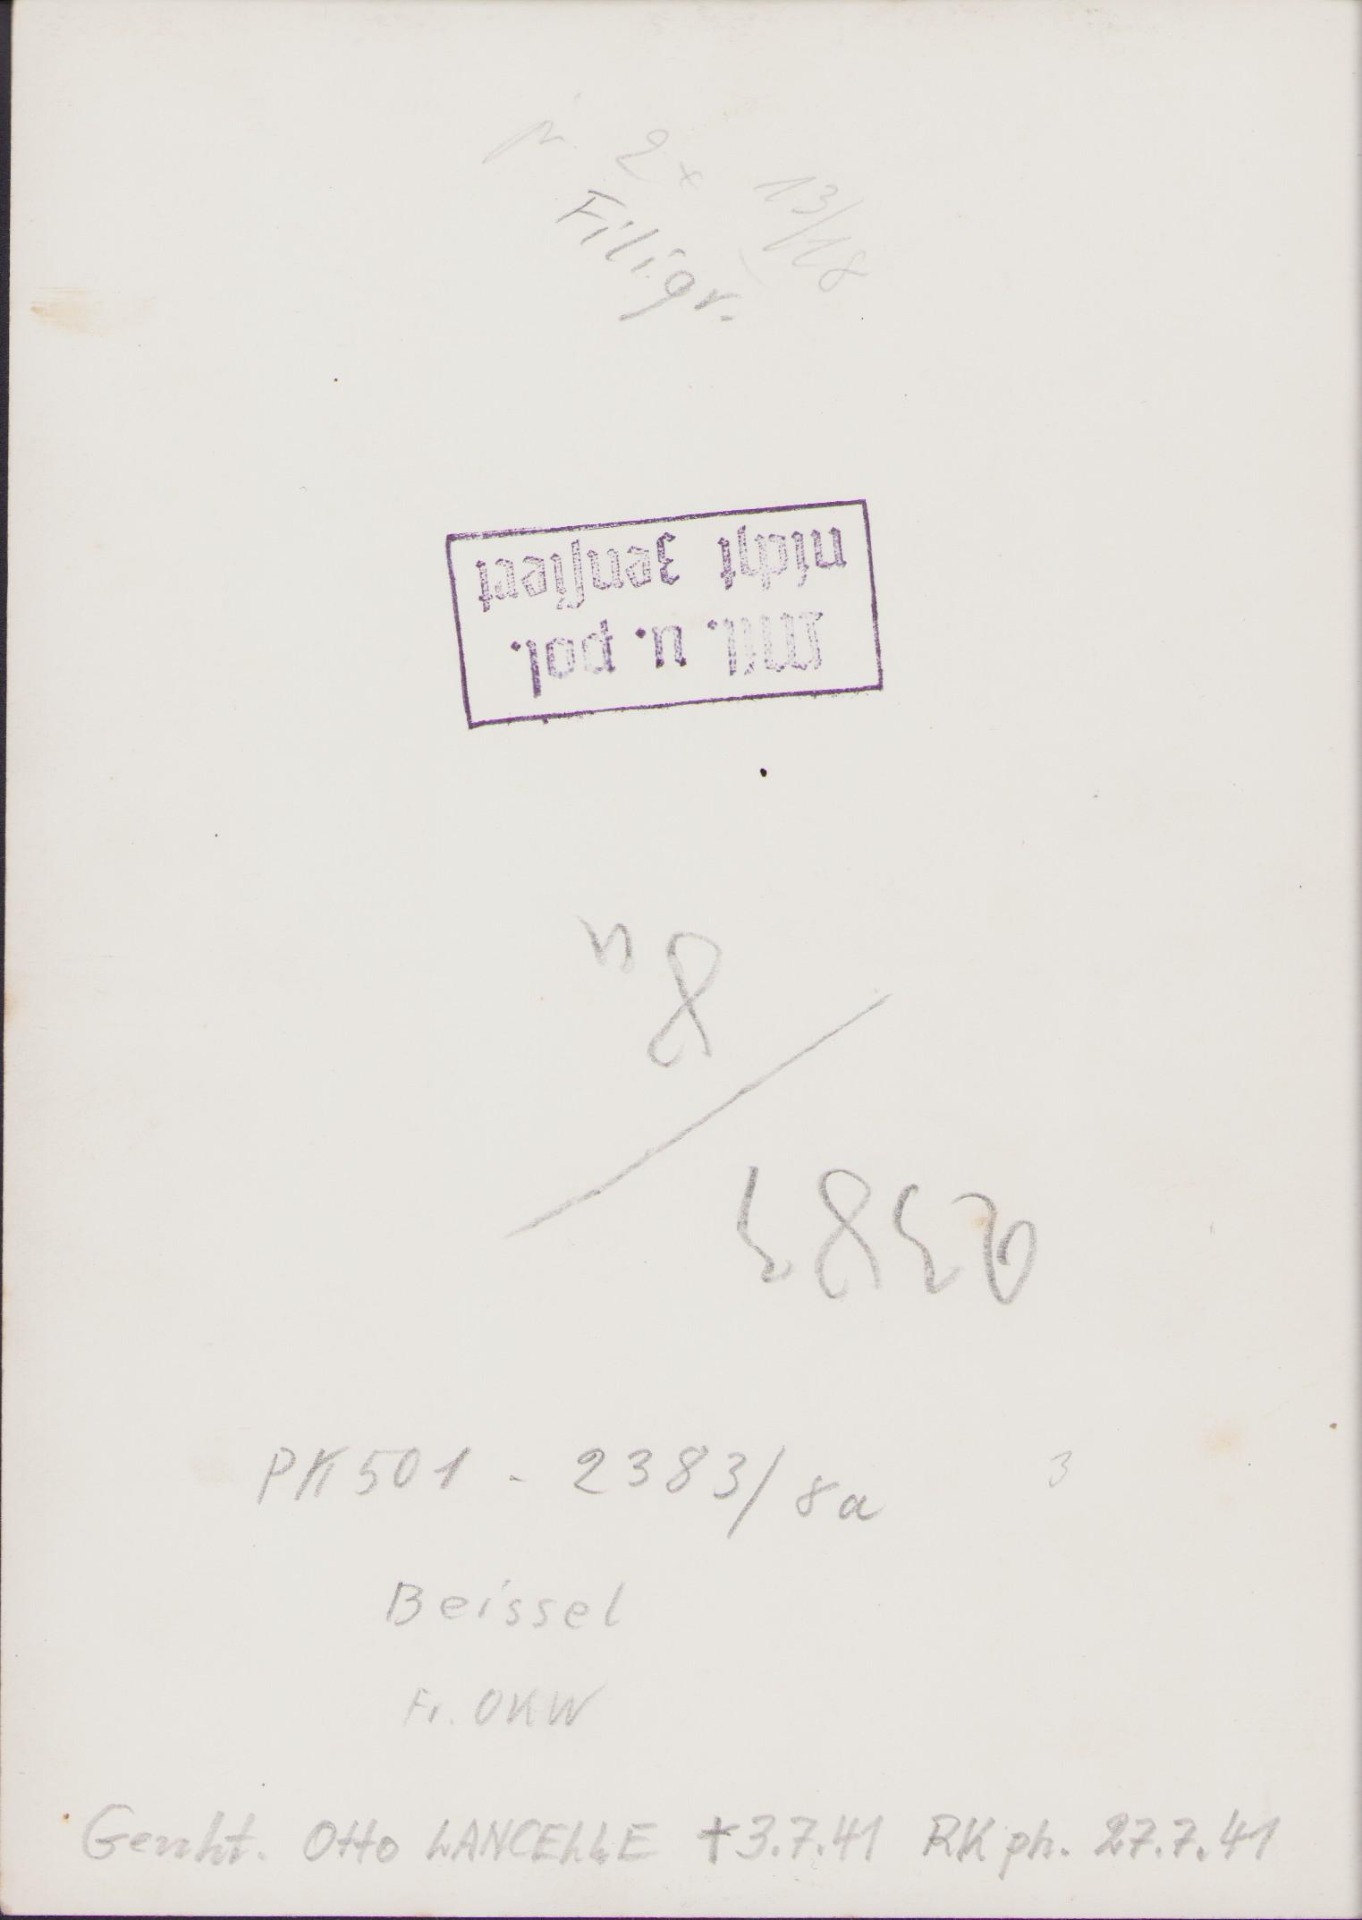 2x 13/18
Filigr.
Mil. u. pol.
nicht zensiert
2383
/
8a
PK 501 - 2383/8a 3
Beissel
Fr. OKW
Otto LANCELLE †3.7.41 RK ph. 27.7.41